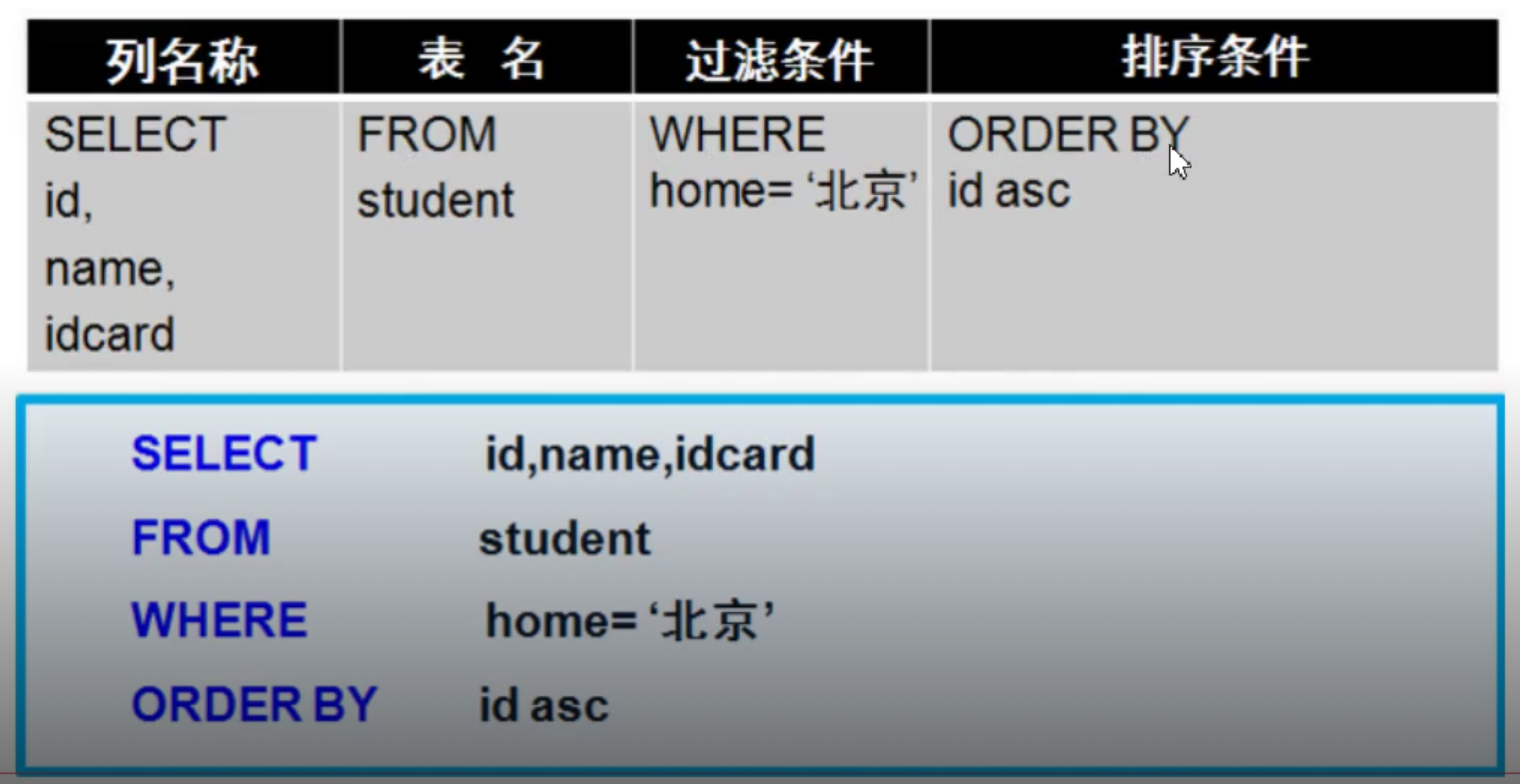 列名称 表 名 过滤条件 排序条件
SELECT FROM WHERE ORDER BY
id, student home= ‘北京’ id asc
name,
idcard
SELECT id,name,idcard
FROM student
WHERE home= ‘北京’
ORDER BY id asc